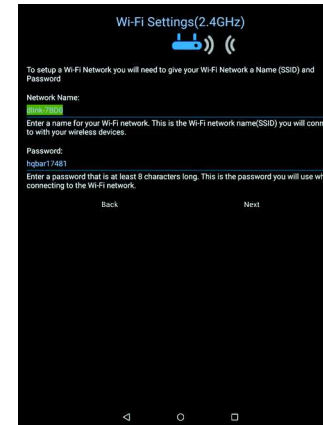 Wi-Fi Settings(2.4GHz)
To setup a Wi-Fi Network you will need to give your Wi-Fi Network a Name (SSID) and
Password
Network Name:
dlink-7BD0
Enter a name for your Wi-Fi network. This is the Wi-Fi network name(SSID) you will conn
to with your wireless devices.
Password:
hqbar17481
Enter a password that is at least 8 characters long. This is the password you will use wh
connecting to the Wi-Fi network.
Back Next